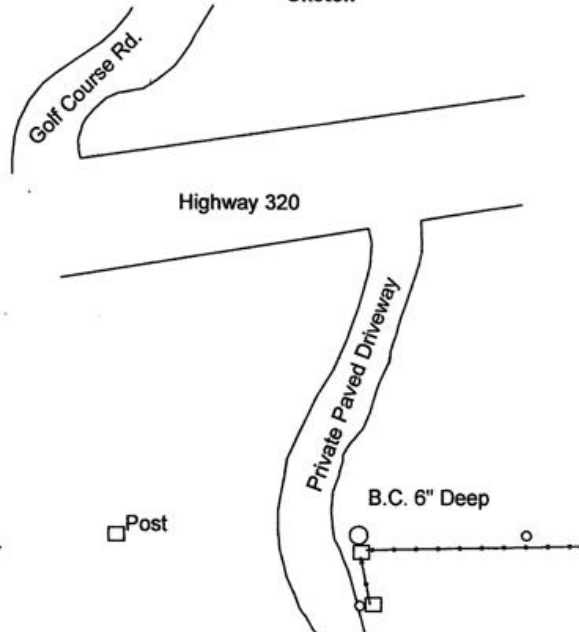 Golf Course Rd.
Highway 320
Private Paved Driveway
B.C. 6" Deep
Post